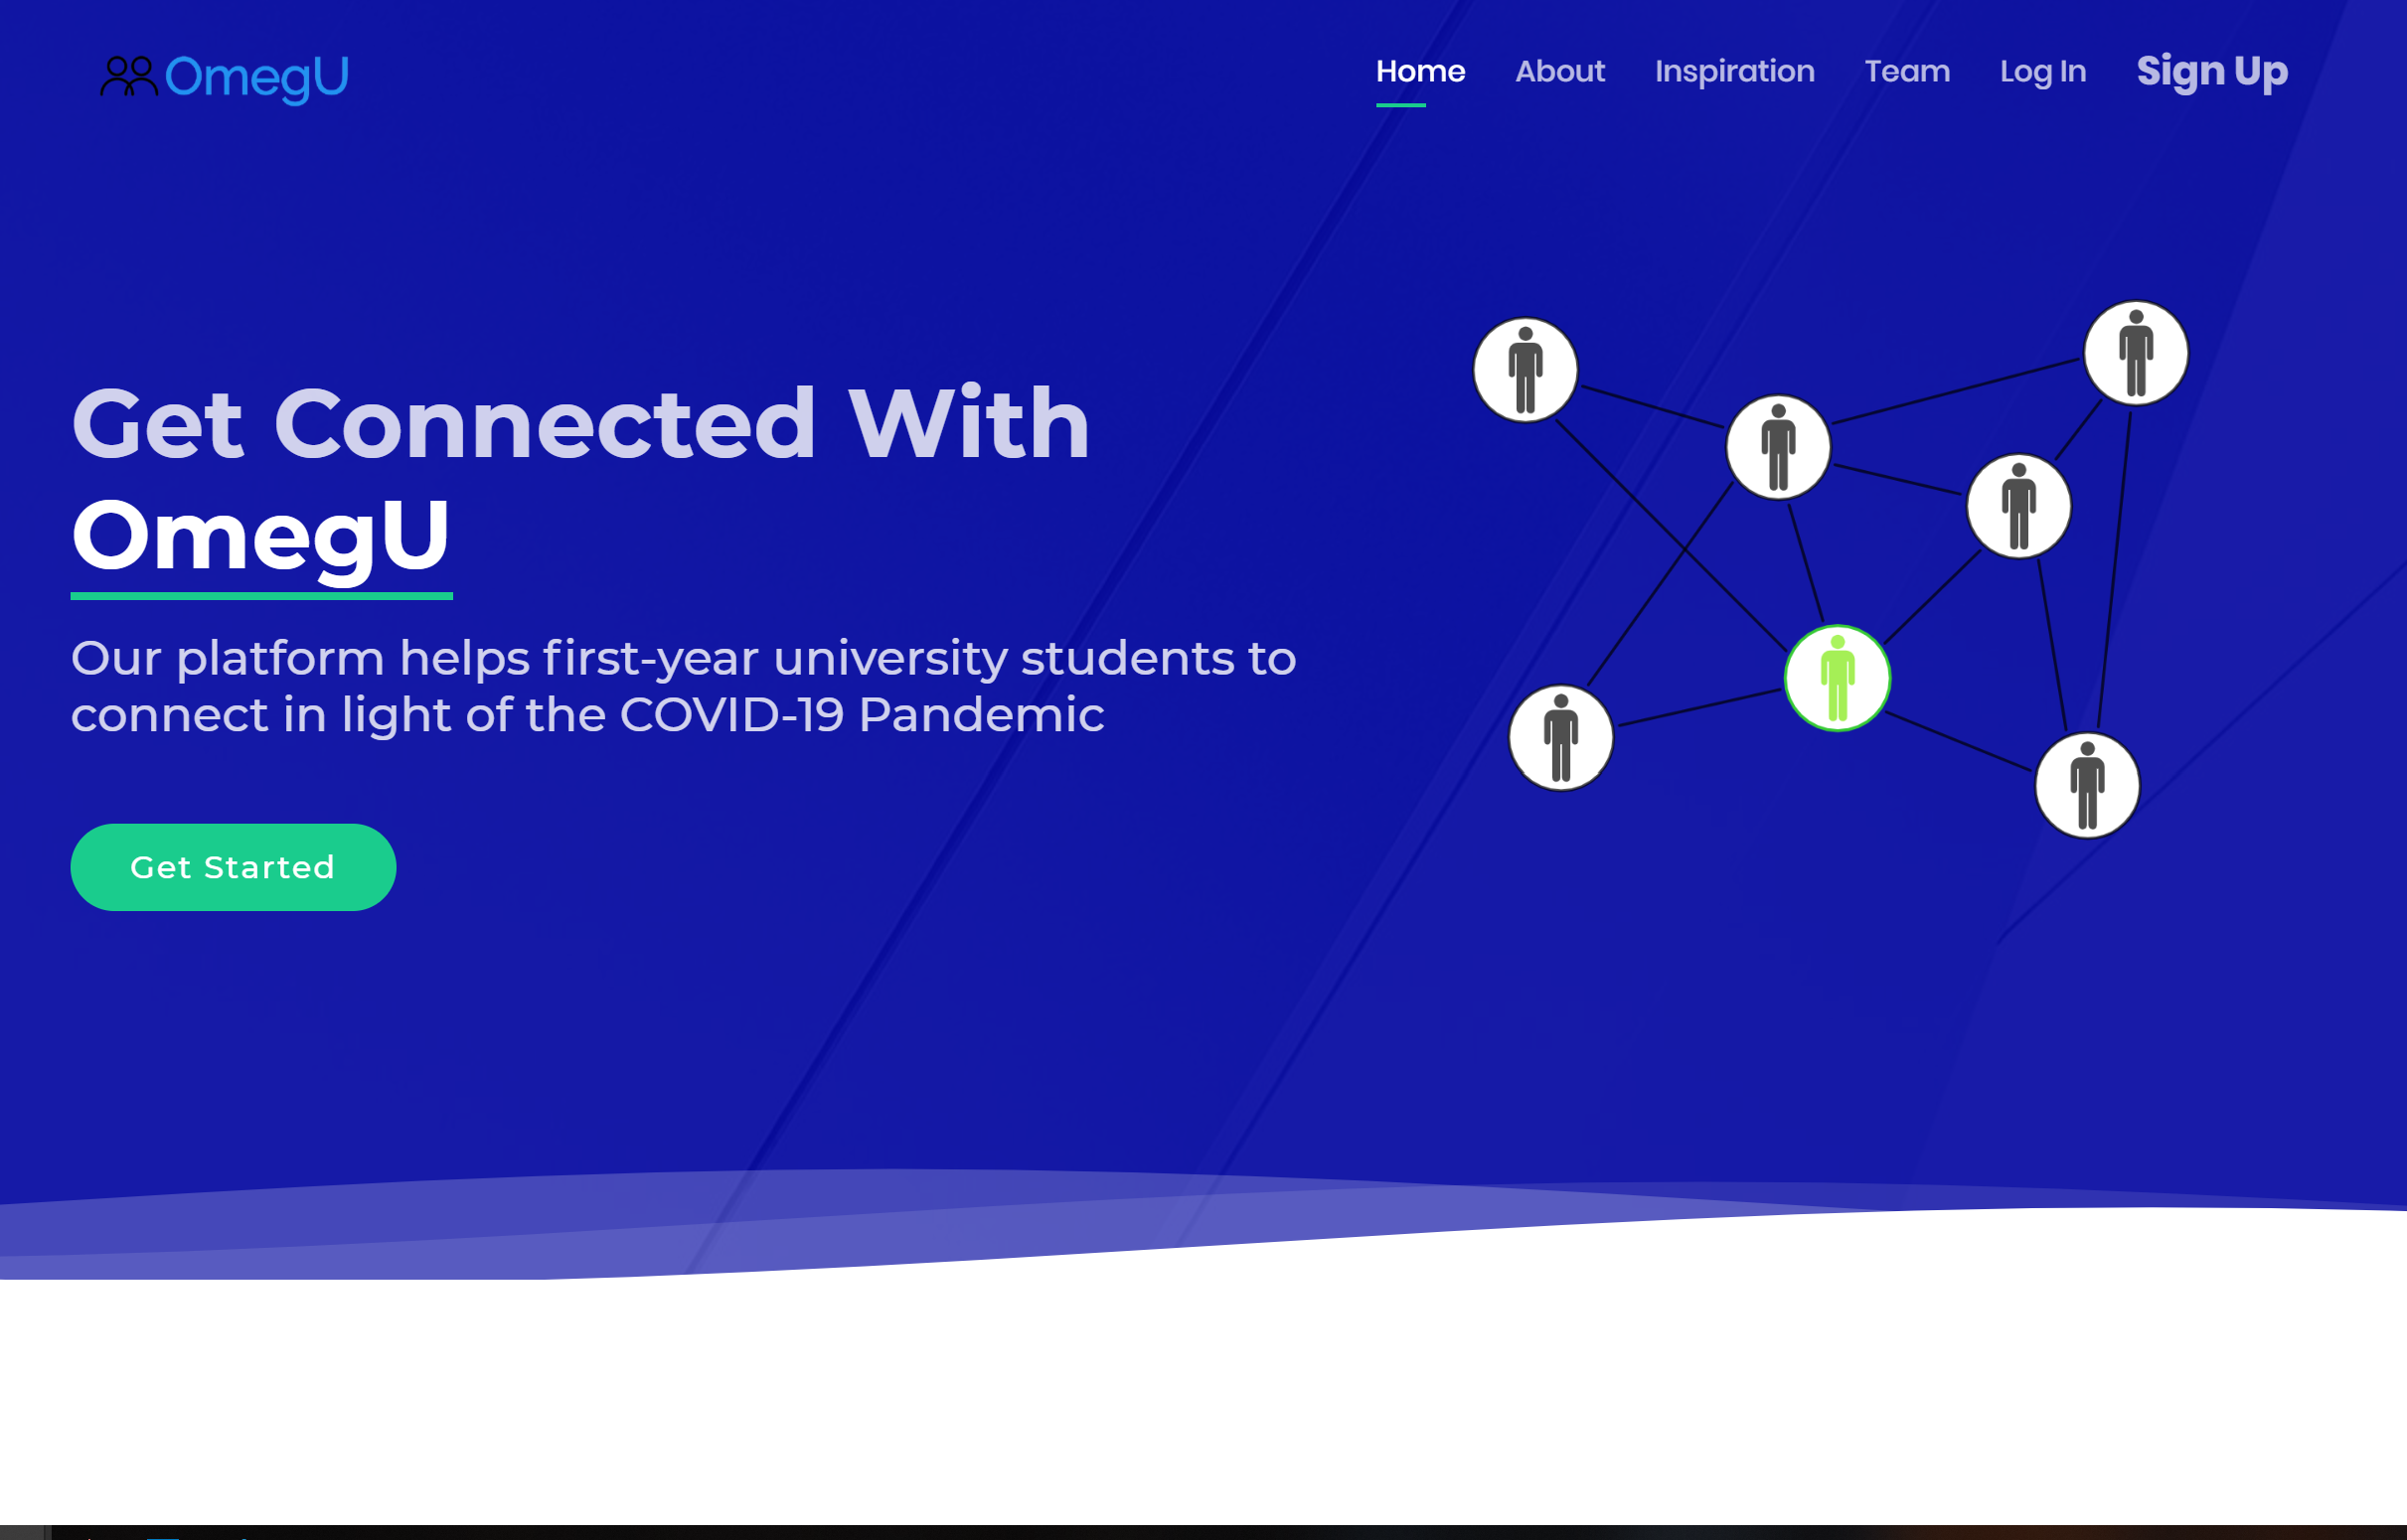 OmegU
Home
About
Inspiration
Team
Log In
Sign Up
Get Connected With
OmegU
Our platform helps first-year university students to
connect in light of the COVID-19 Pandemic
Get Started